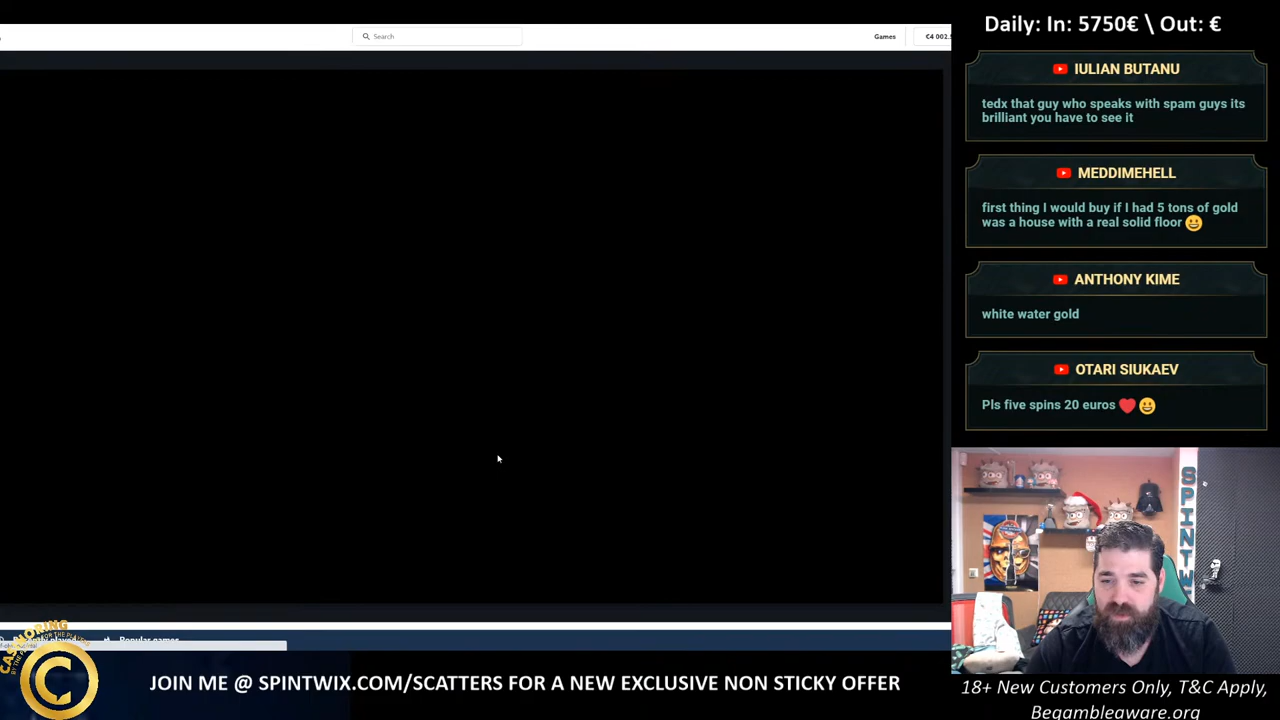 Search
Games
€4 002.
Daily: In: 5750€ \ Out: €
IULIAN BUTANU
tedx that guy who speaks with spam guys its
brilliant you have to see it
MEDDIMEHELL
first thing I would buy if I had 5 tons of gold
was a house with a real solid floor 😀
ANTHONY KIME
white water gold
OTARI SIUKAEV
Pls five spins 20 euros ❤️ 😀
Popular games
SPINTW
JOIN ME @ SPINTWIX.COM/SCATTERS FOR A NEW EXCLUSIVE NON STICKY OFFER
18+ New Customers Only, T&C Apply,
Begambleaware.org